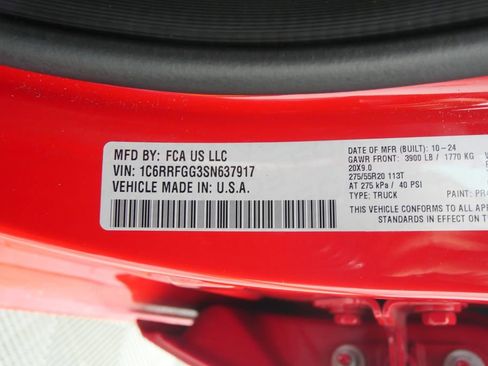 MFD BY: FCA US LLC
VIN: 1C6RRFGG3SN637917
VEHICLE MADE IN: U.S.A.
DATE OF MFR (BUILT): 10-24
GAWR FRONT: 3900 LB / 1770 KG
20X9.0
275/55R20 113T
AT 275 kPa / 40 PSI
TYPE: TRUCK PAINT: PR4
THIS VEHICLE CONFORMS TO ALL APP
STANDARDS IN EFFECT ON T